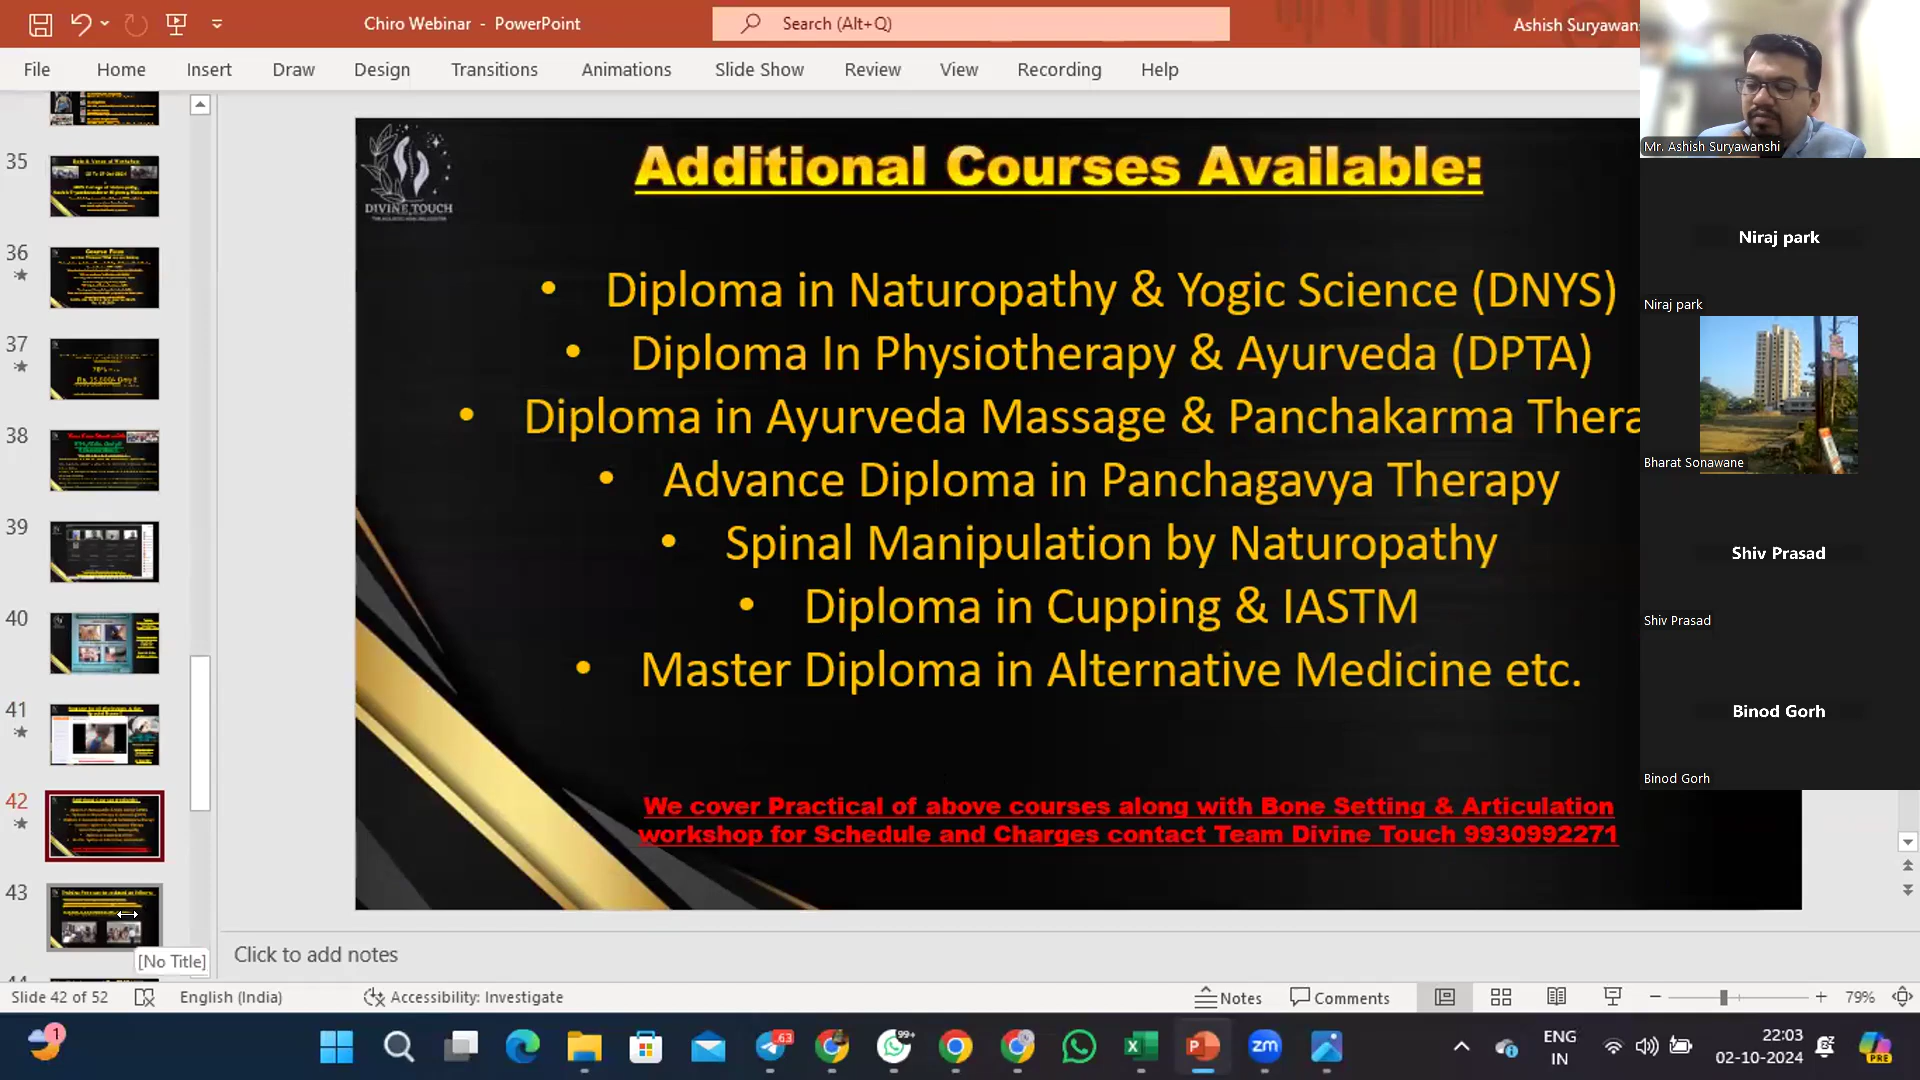 Chiro Webinar - PowerPoint
Search (Alt+Q)
Ashish Suryawan
File Home Insert Draw Design Transitions Animations Slide Show Review View Recording Help
35
36
37
38
39
40
41
42
43
[No Title]
DIVINE TOUCH
Additional Courses Available:
• Diploma in Naturopathy & Yogic Science (DNYS)
• Diploma In Physiotherapy & Ayurveda (DPTA)
• Diploma in Ayurveda Massage & Panchakarma Thera
• Advance Diploma in Panchagavya Therapy
• Spinal Manipulation by Naturopathy
• Diploma in Cupping & IASTM
• Master Diploma in Alternative Medicine etc.
We cover Practical of above courses along with Bone Setting & Articulation
workshop for Schedule and Charges contact Team Divine Touch 9930992271
Mr. Ashish Suryawanshi
Niraj park
Niraj park
Bharat Sonawane
Shiv Prasad
Shiv Prasad
Binod Gorh
Binod Gorh
Click to add notes
Slide 42 of 52 English (India) Accessibility: Investigate Notes Comments 79%
1 63 99+ zm ENG 22:03
IN 02-10-2024 PRE